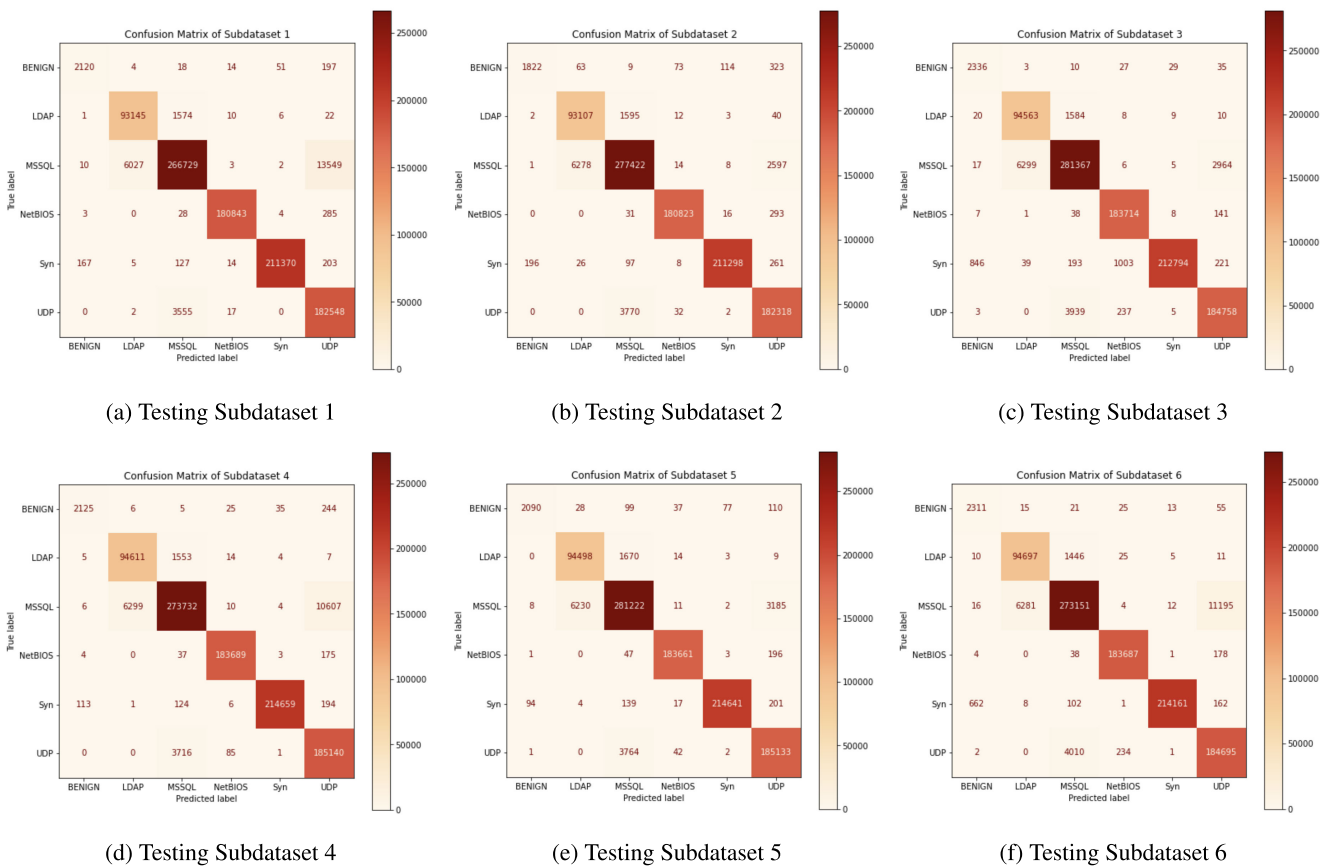 Confusion Matrix of Subdataset 1
True label
BENIGN 2120 4 18 14 51 197
LDAP 1 93145 1574 10 6 22
MSSQL 10 6027 266729 3 2 13549
NetBIOS 3 0 28 180843 4 285
Syn 167 5 127 14 211370 203
UDP 0 2 3555 17 0 182548
BENIGN LDAP MSSQL NetBIOS Syn UDP
Predicted label
250000
200000
150000
100000
50000
0
(a) Testing Subdataset 1
Confusion Matrix of Subdataset 2
True label
BENIGN 1822 63 9 73 114 323
LDAP 2 93107 1595 12 3 40
MSSQL 1 6278 277422 14 8 2597
NetBIOS 0 0 31 180823 16 293
Syn 196 26 97 8 211298 261
UDP 0 0 3770 32 2 182318
BENIGN LDAP MSSQL NetBIOS Syn UDP
Predicted label
250000
200000
150000
100000
50000
0
(b) Testing Subdataset 2
Confusion Matrix of Subdataset 3
True label
BENIGN 2336 3 10 27 29 35
LDAP 20 94563 1584 8 9 10
MSSQL 17 6299 281367 6 5 2964
NetBIOS 7 1 38 183714 8 141
Syn 846 39 193 1003 212794 221
UDP 3 0 3939 237 5 184758
BENIGN LDAP MSSQL NetBIOS Syn UDP
Predicted label
250000
200000
150000
100000
50000
0
(c) Testing Subdataset 3
Confusion Matrix of Subdataset 4
True label
BENIGN 2125 6 5 25 35 244
LDAP 5 94611 1553 14 4 7
MSSQL 6 6299 273732 10 4 10607
NetBIOS 4 0 37 183689 3 175
Syn 113 1 124 6 214659 194
UDP 0 0 3716 85 1 185140
BENIGN LDAP MSSQL NetBIOS Syn UDP
Predicted label
250000
200000
150000
100000
50000
0
(d) Testing Subdataset 4
Confusion Matrix of Subdataset 5
True label
BENIGN 2090 28 99 37 77 110
LDAP 0 94498 1670 14 3 9
MSSQL 8 6230 281222 11 2 3185
NetBIOS 1 0 47 183661 3 196
Syn 94 4 139 17 214641 201
UDP 1 0 3764 42 2 185133
BENIGN LDAP MSSQL NetBIOS Syn UDP
Predicted label
250000
200000
150000
100000
50000
0
(e) Testing Subdataset 5
Confusion Matrix of Subdataset 6
True label
BENIGN 2311 15 21 25 13 55
LDAP 10 94697 1446 25 5 11
MSSQL 16 6281 273151 4 12 11195
NetBIOS 4 0 38 183687 1 178
Syn 662 8 102 1 214161 162
UDP 2 0 4010 234 1 184695
BENIGN LDAP MSSQL NetBIOS Syn UDP
Predicted label
250000
200000
150000
100000
50000
0
(f) Testing Subdataset 6